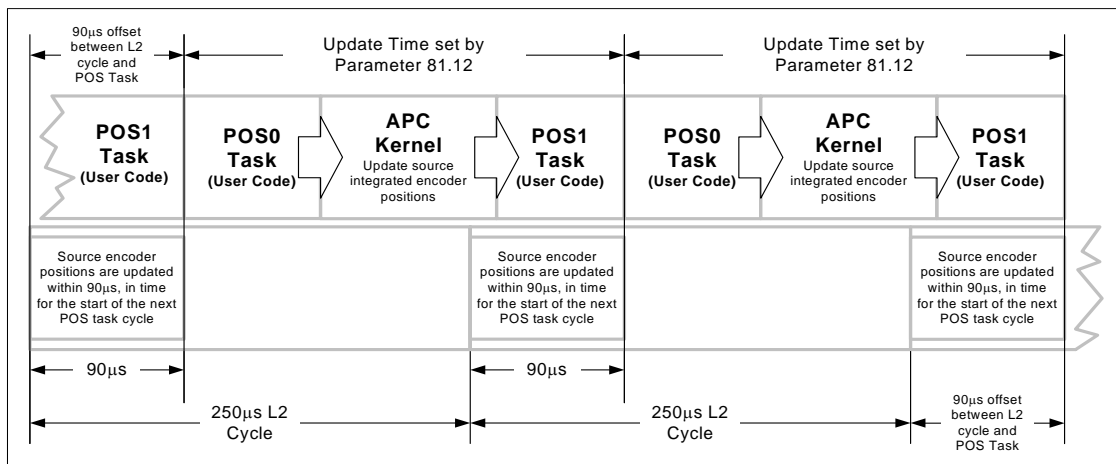 90µs offset
between L2
cycle and
POS Task
Update Time set by
Parameter 81.12
Update Time set by
Parameter 81.12
POS1
Task
(User Code)
POS0
Task
(User Code)
APC
Kernel
Update source
integrated encoder
positions
POS1
Task
(User Code)
POS0
Task
(User Code)
APC
Kernel
Update source
integrated encoder
positions
POS1
Task
(User Code)
Source encoder
positions are updated
within 90µs, in time
for the start of the next
POS task cycle
Source encoder
positions are updated
within 90µs, in time
for the start of the next
POS task cycle
Source encoder
positions are updated
within 90µs, in time
for the start of the next
POS task cycle
90µs
90µs
250µs L2
Cycle
250µs L2
Cycle
90µs offset
between L2
cycle and
POS Task